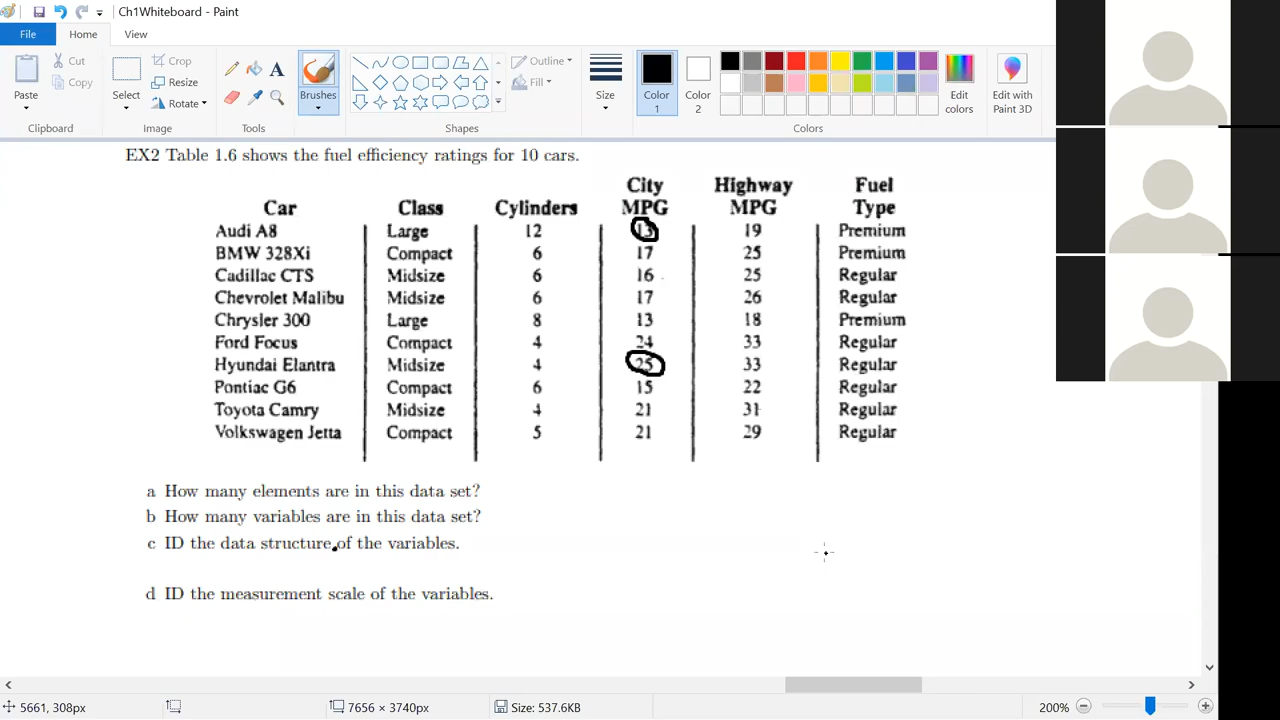 Ch1Whiteboard - Paint
File Home View
Paste
Cut
Copy
Clipboard
Select
Crop
Resize
Rotate
Image
A
Tools
Brushes
Outline
Fill
Shapes
Size
Color 1
Color 2
Edit colors
Edit with Paint 3D
Colors
EX2 Table 1.6 shows the fuel efficiency ratings for 10 cars.
Car Class Cylinders City MPG Highway MPG Fuel Type
Audi A8 Large 12 13 19 Premium
BMW 328Xi Compact 6 17 25 Premium
Cadillac CTS Midsize 6 16 25 Regular
Chevrolet Malibu Midsize 6 17 26 Regular
Chrysler 300 Large 8 13 18 Premium
Ford Focus Compact 4 24 33 Regular
Hyundai Elantra Midsize 4 25 33 Regular
Pontiac G6 Compact 6 15 22 Regular
Toyota Camry Midsize 4 21 31 Regular
Volkswagen Jetta Compact 5 21 29 Regular
a How many elements are in this data set?
b How many variables are in this data set?
c ID the data structure of the variables.
d ID the measurement scale of the variables.
5661, 308px 7656 × 3740px Size: 537.6KB 200%